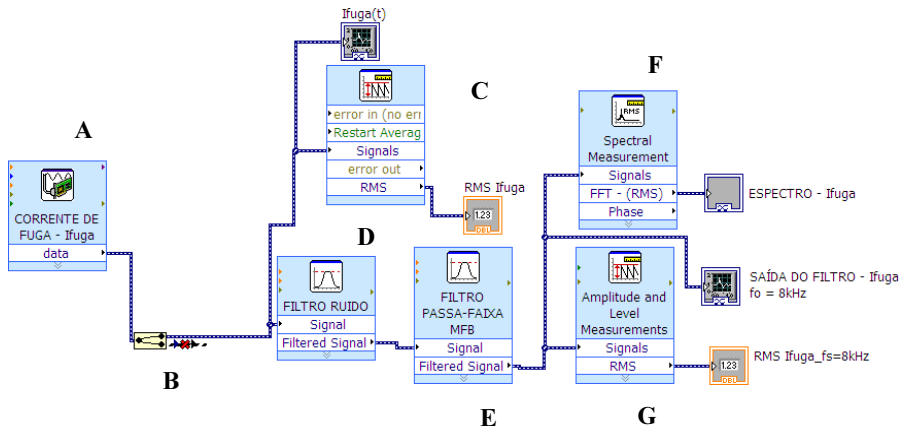 Ifuga(t)
C
F
error in (no err
Restart Averag
Signals
error out
RMS
RMS Ifuga
1.23
DBL
A
CORRENTE DE
FUGA - Ifuga
data
B
D
FILTRO RUIDO
Signal
Filtered Signal
FILTRO
PASSA-FAIXA
MFB
Signal
Filtered Signal
E
RMS
Spectral
Measurement
Signals
FFT - (RMS)
Phase
ESPECTRO - Ifuga
SAÍDA DO FILTRO - Ifuga
fo = 8kHz
Amplitude and
Level
Measurements
Signals
RMS
RMS Ifuga_fs=8kHz
1.23
DBL
G